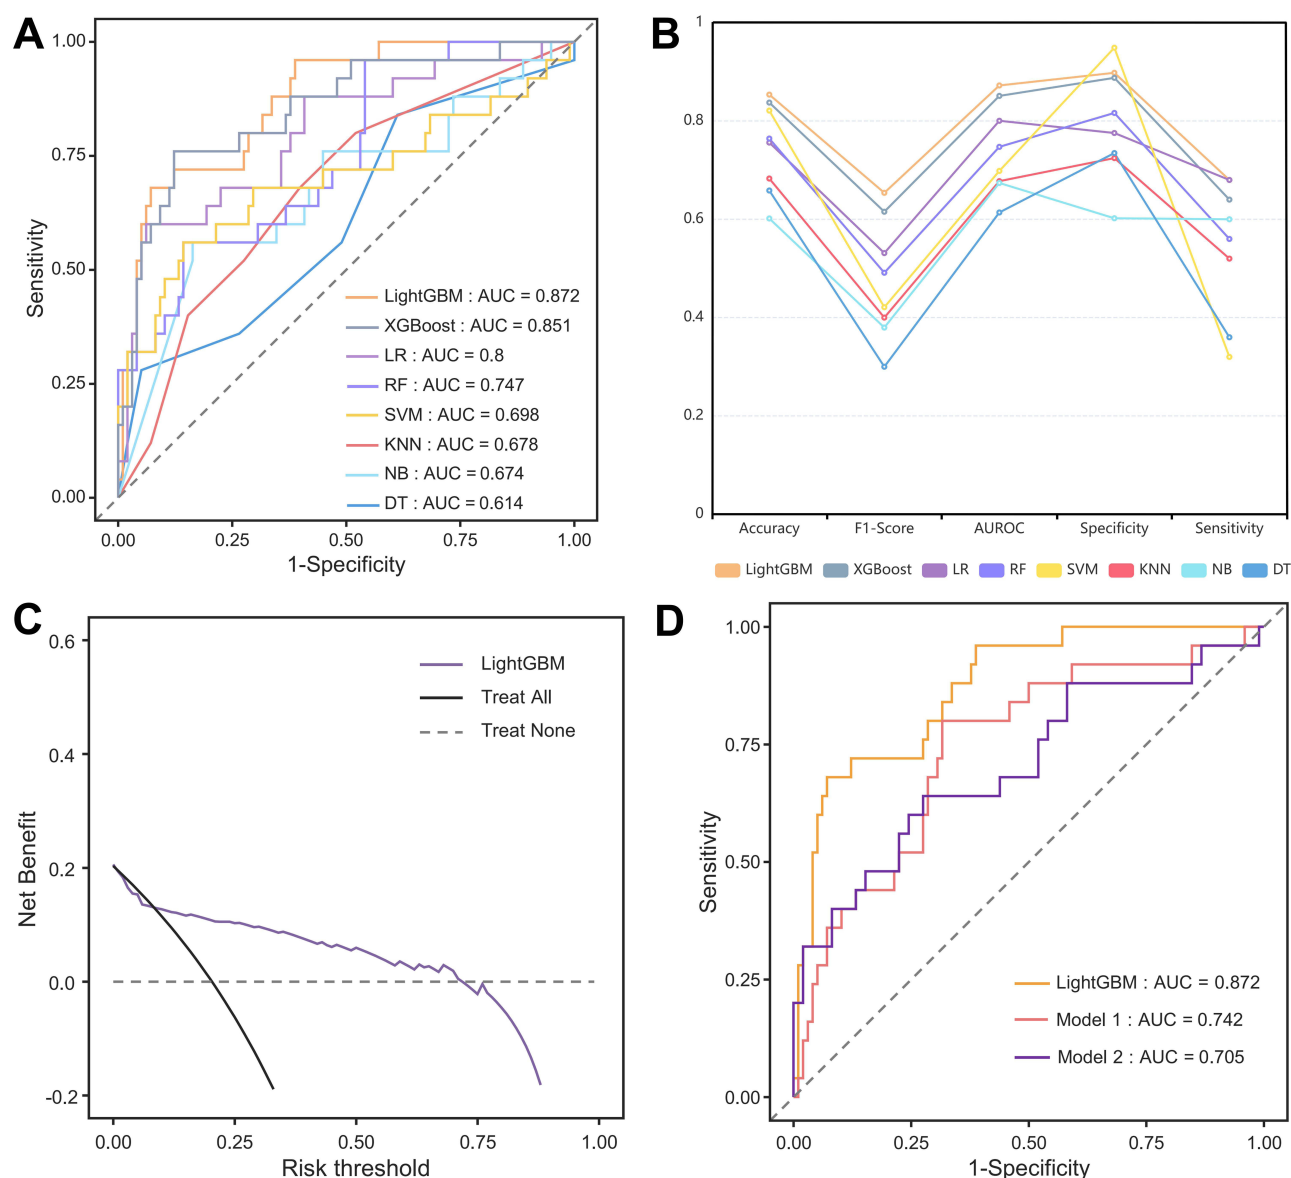 A
1.00
0.75
0.50
0.25
0.00
Sensitivity
LightGBM : AUC = 0.872
XGBoost : AUC = 0.851
LR : AUC = 0.8
RF : AUC = 0.747
SVM : AUC = 0.698
KNN : AUC = 0.678
NB : AUC = 0.674
DT : AUC = 0.614
0.00 0.25 0.50 0.75 1.00
1-Specificity
B
1
0.8
0.6
0.4
0.2
0
Accuracy F1-Score AUROC Specificity Sensitivity
LightGBM XGBoost LR RF SVM KNN NB DT
C
0.6
0.4
0.2
0.0
-0.2
Net Benefit
LightGBM
Treat All
Treat None
0.00 0.25 0.50 0.75 1.00
Risk threshold
D
1.00
0.75
0.50
0.25
0.00
Sensitivity
LightGBM : AUC = 0.872
Model 1 : AUC = 0.742
Model 2 : AUC = 0.705
0.00 0.25 0.50 0.75 1.00
1-Specificity